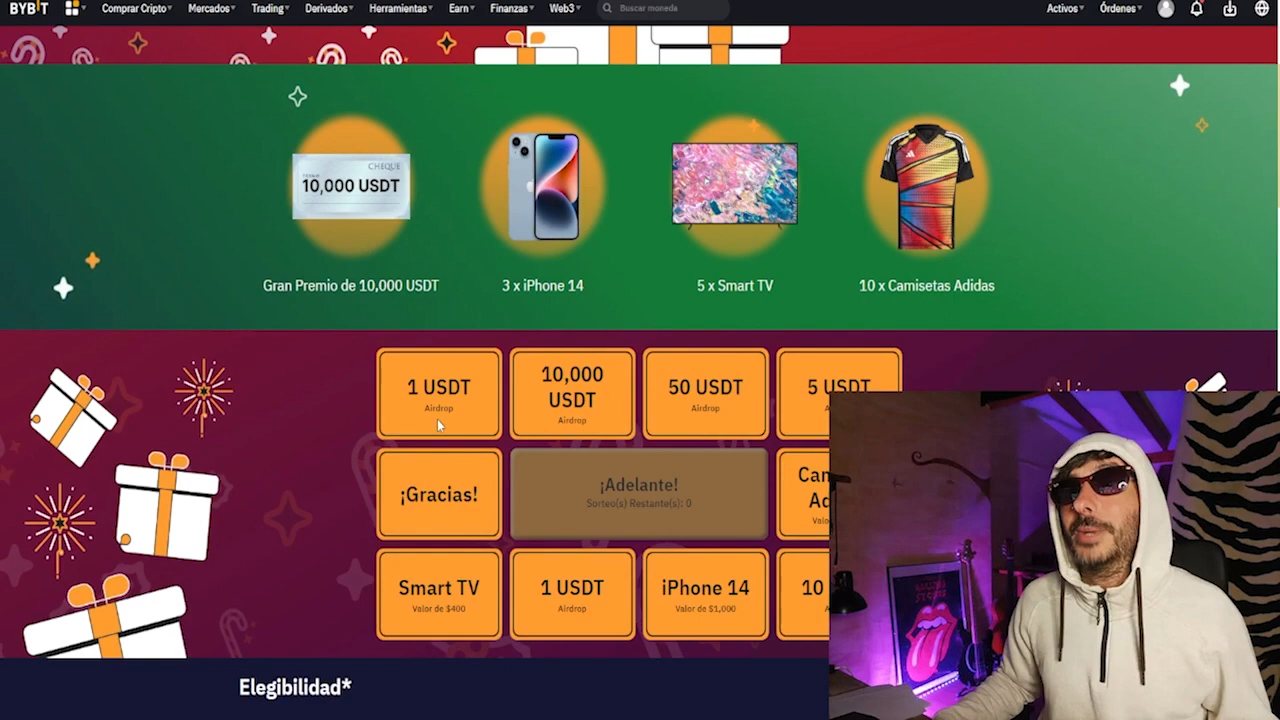 BYBIT
Comprar Cripto
Mercados
Trading
Derivados
Herramientas
Earn
Finanzas
Web3
Buscar moneda
Activos
Órdenes
CHEQUE
10,000 USDT
Gran Premio de 10,000 USDT
3 x iPhone 14
5 x Smart TV
10 x Camisetas Adidas
1 USDT
Airdrop
10,000
USDT
Airdrop
50 USDT
Airdrop
5 USDT
¡Gracias!
¡Adelante!
Sorteo(s) Restante(s): 0
Smart TV
Valor de $400
1 USDT
Airdrop
iPhone 14
Valor de $1,000
10
Elegibilidad*